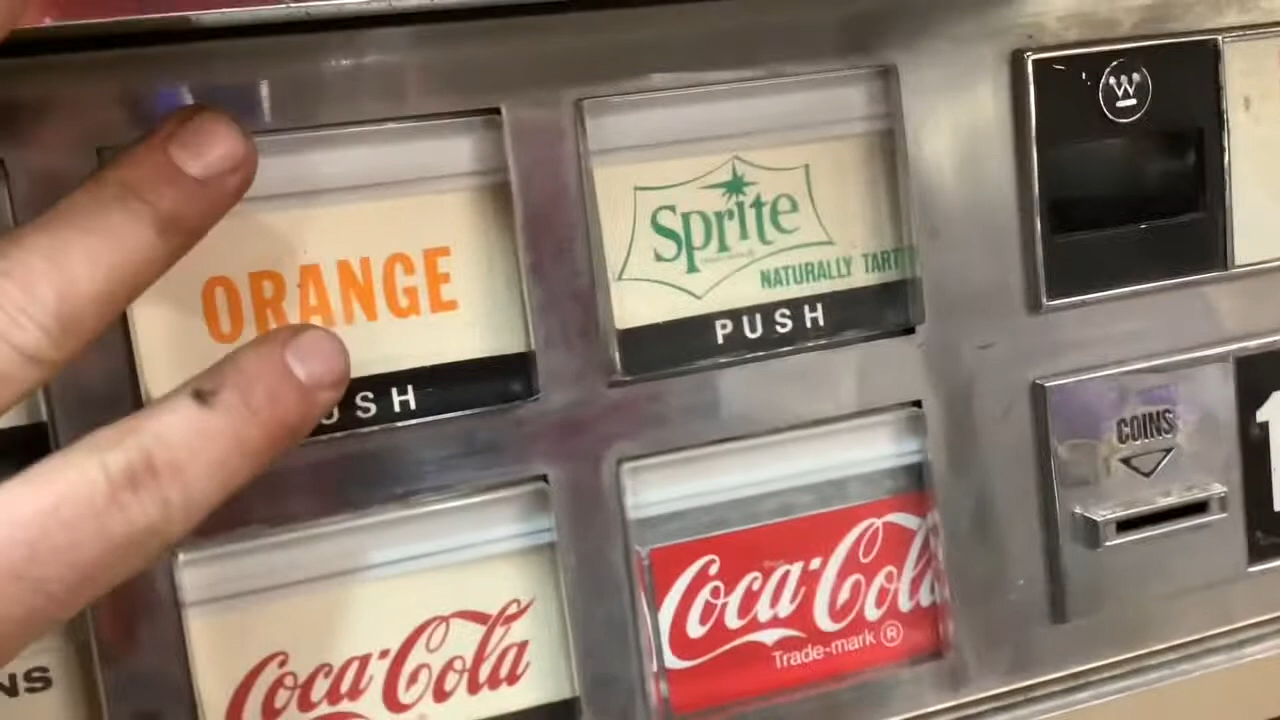 ORANGE
USH
Sprite
NATURALLY TART
PUSH
W
COINS
Coca-Cola
Coca-Cola
Trade-mark ®
NS